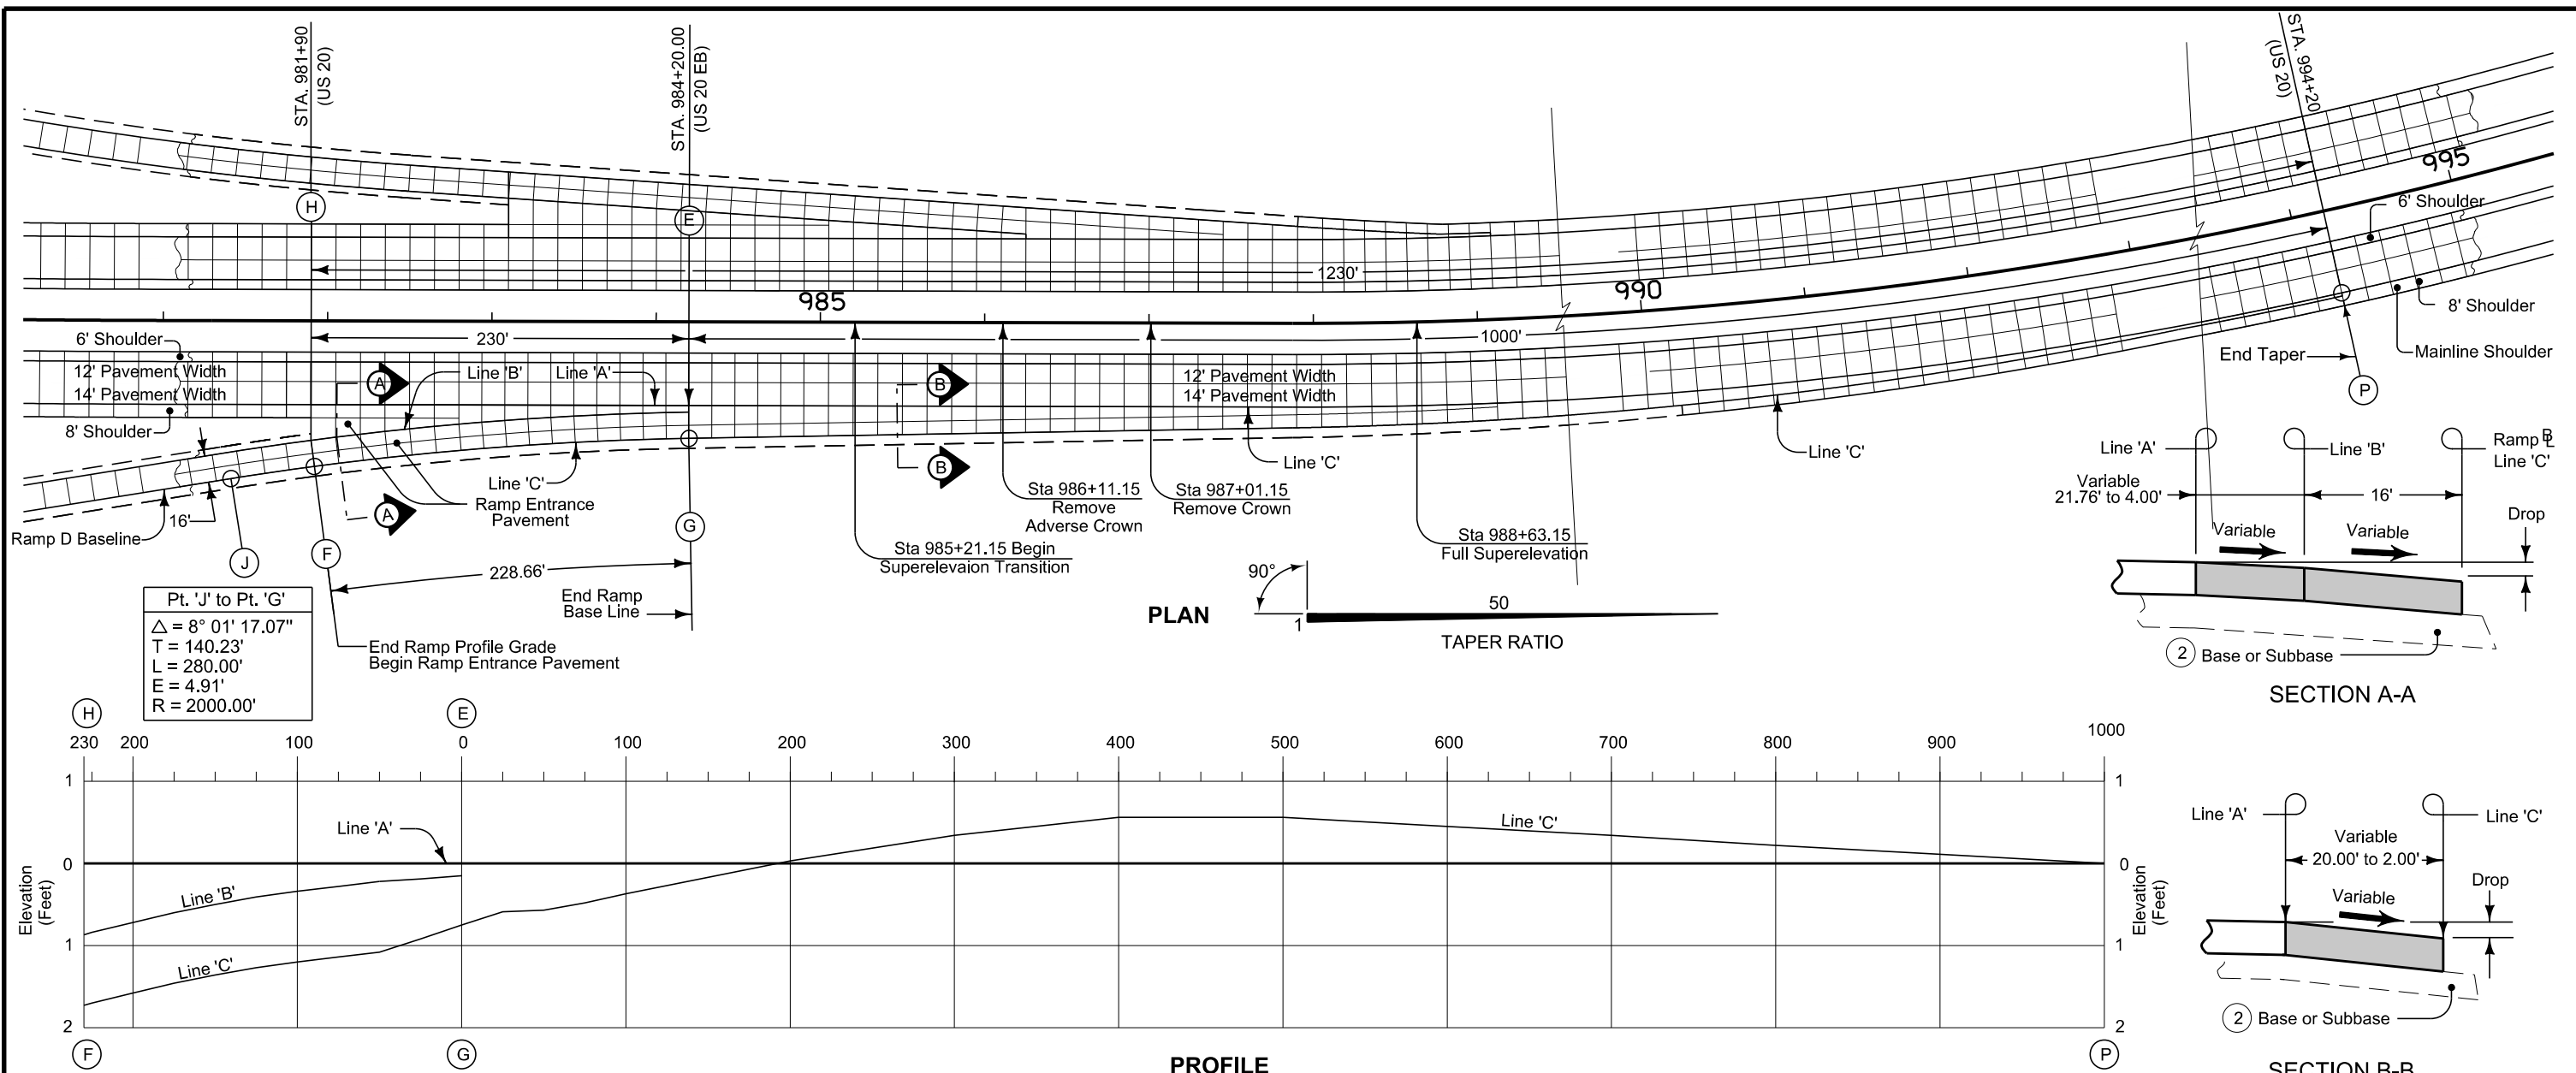 STA. 981+90
(US 20)
STA. 984+20.00
(US 20 EB)
STA. 994+20
(US 20)
H
E
995
6' Shoulder
1230'
985
990
8' Shoulder
230'
1000'
6' Shoulder
12' Pavement Width
14' Pavement Width
8' Shoulder
A
Line 'B'
Line 'A'
B
12' Pavement Width
14' Pavement Width
End Taper
Mainline Shoulder
P
Line 'C'
Line 'C'
Line 'C'
B
A
Ramp Entrance
Pavement
16'
Ramp D Baseline
J
F
G
228.66'
End Ramp
Base Line
End Ramp Profile Grade
Begin Ramp Entrance Pavement
Sta 985+21.15 Begin
Superelevaion Transition
Sta 986+11.15
Remove
Adverse Crown
Sta 987+01.15
Remove Crown
Sta 988+63.15
Full Superelevation
Pt. 'J' to Pt. 'G'
△ = 8° 01' 17.07"
T = 140.23'
L = 280.00'
E = 4.91'
R = 2000.00'
PLAN
90°
1
50
TAPER RATIO
Line 'A'
Line 'B'
Ramp BL
Line 'C'
Variable
21.76' to 4.00'
16'
Drop
Variable
Variable
2 Base or Subbase
SECTION A-A
H
E
230 200 100 0 100 200 300 400 500 600 700 800 900 1000
1
0
1
2
Elevation
(Feet)
Line 'A'
Line 'B'
Line 'C'
Line 'C'
1
0
1
2
Elevation
(Feet)
F
G
P
PROFILE
Line 'A'
Line 'C'
Variable
20.00' to 2.00'
Drop
Variable
2 Base or Subbase
SECTION B-B